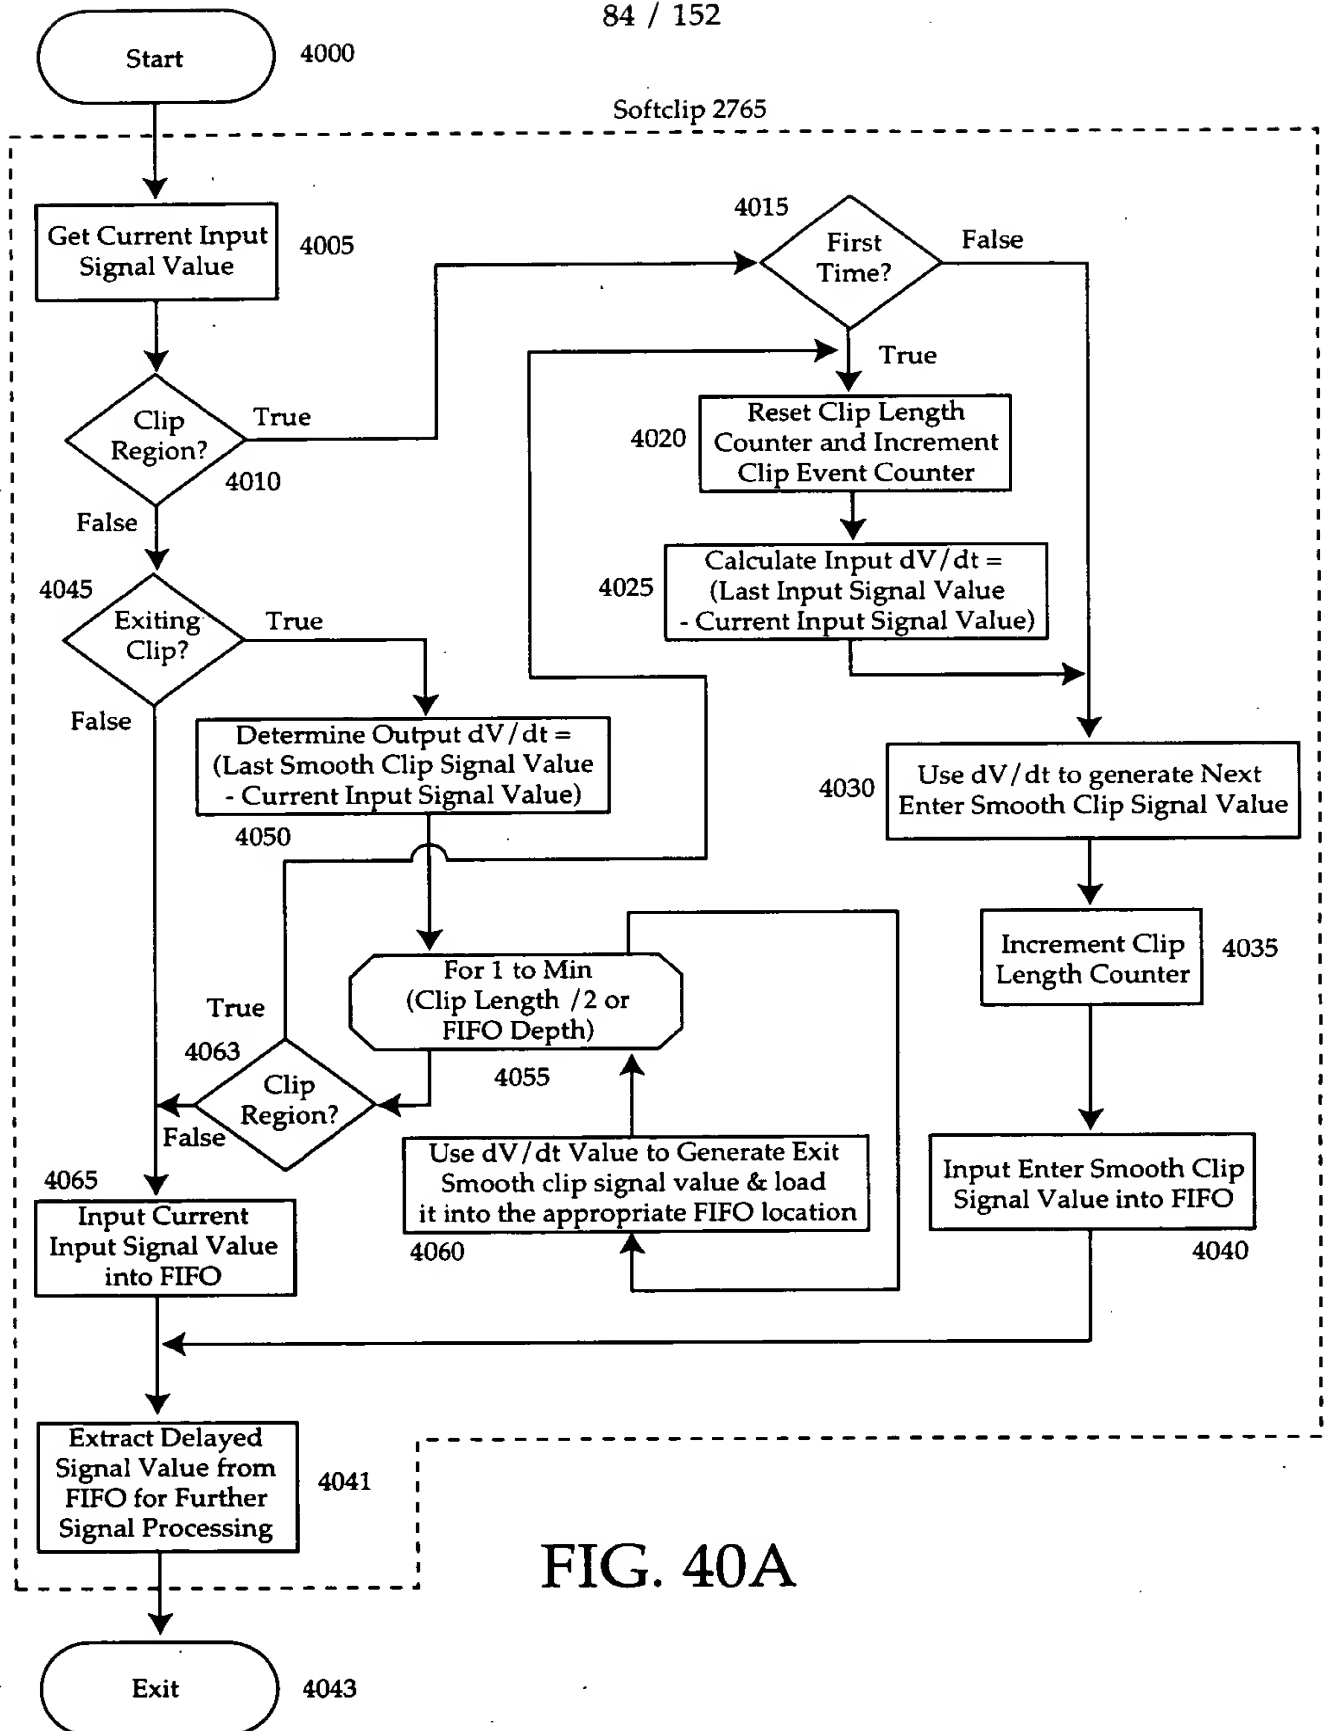 84 / 152
Start
4000
Softclip 2765
Get Current Input
Signal Value
4005
4015
First
Time?
False
True
Clip
Region?
True
4010
False
Reset Clip Length
Counter and Increment
Clip Event Counter
4020
Calculate Input dV/dt =
(Last Input Signal Value
- Current Input Signal Value)
4025
4045
Exiting
Clip?
True
False
Determine Output dV/dt =
(Last Smooth Clip Signal Value
- Current Input Signal Value)
4050
4030
Use dV/dt to generate Next
Enter Smooth Clip Signal Value
For 1 to Min
(Clip Length /2 or
FIFO Depth)
4055
Increment Clip
Length Counter
4035
True
4063
Clip
Region?
False
Use dV/dt Value to Generate Exit
Smooth clip signal value & load
it into the appropriate FIFO location
4060
Input Enter Smooth Clip
Signal Value into FIFO
4040
4065
Input Current
Input Signal Value
into FIFO
Extract Delayed
Signal Value from
FIFO for Further
Signal Processing
4041
FIG. 40A
Exit
4043